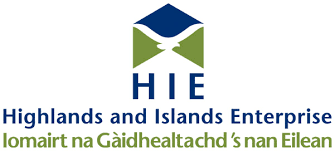 HIE
Highlands and Islands Enterprise
Iomairt na Gàidhealtachd 's nan Eilean